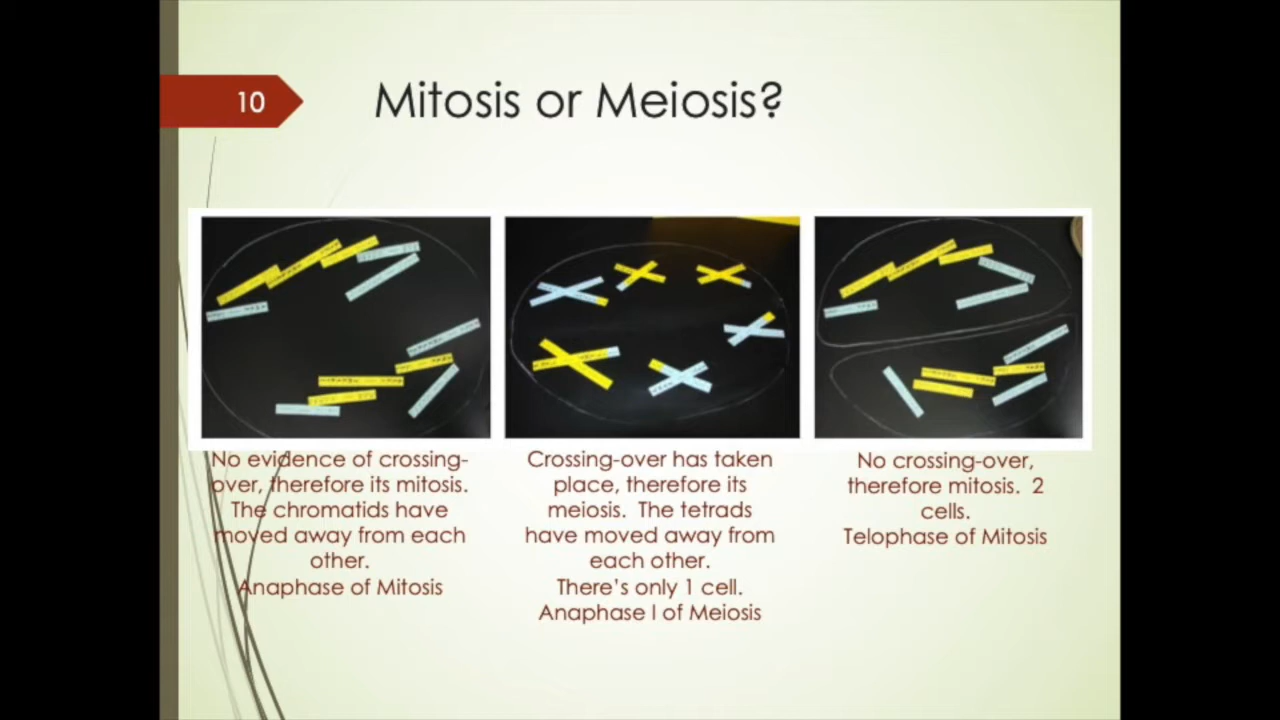 10
Mitosis or Meiosis?
No evidence of crossing-
over, therefore its mitosis.
The chromatids have
moved away from each
other.
Anaphase of Mitosis
Crossing-over has taken
place, therefore its
meiosis. The tetrads
have moved away from
each other.
There's only 1 cell.
Anaphase I of Meiosis
No crossing-over,
therefore mitosis. 2
cells.
Telophase of Mitosis